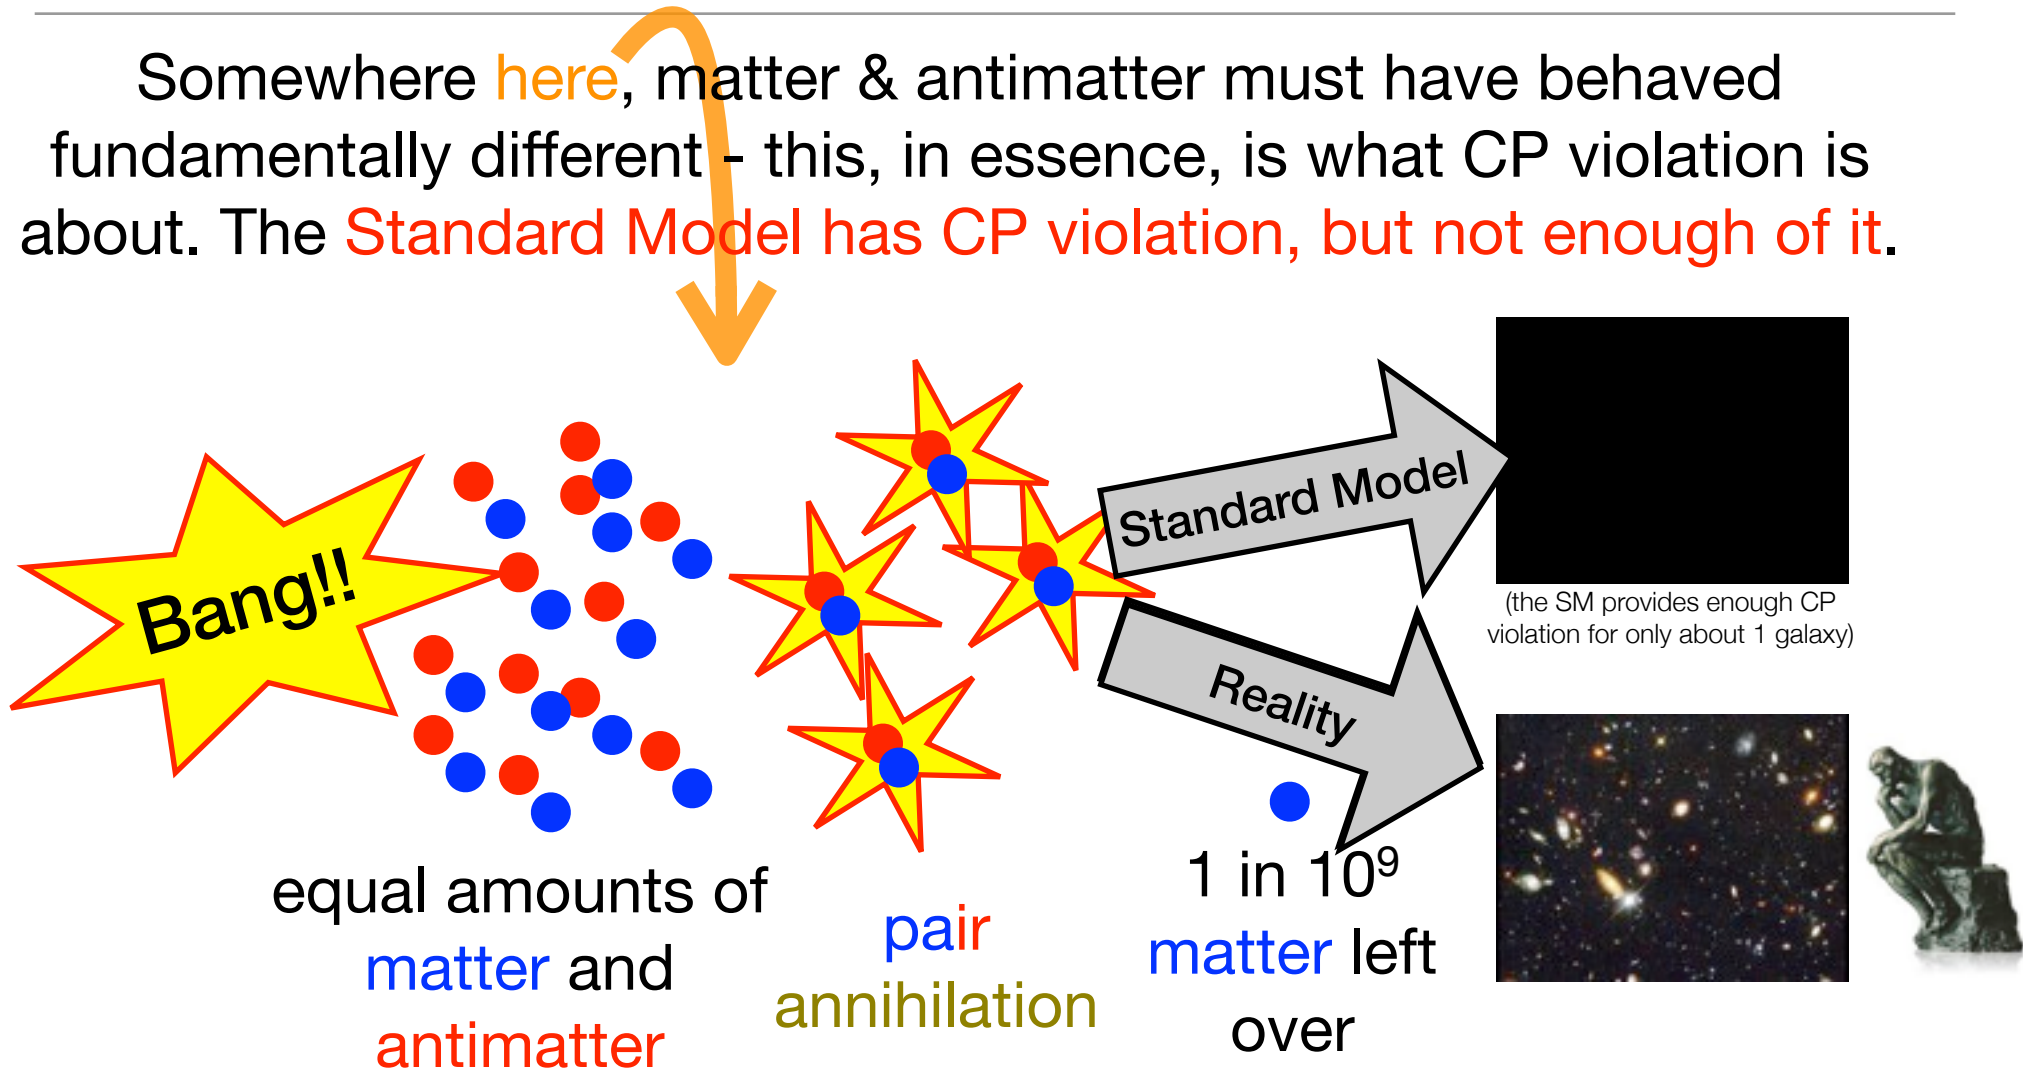 Somewhere here, matter & antimatter must have behaved
fundamentally different - this, in essence, is what CP violation is
about. The Standard Model has CP violation, but not enough of it.
Bang!!
Standard Model
(the SM provides enough CP
violation for only about 1 galaxy)
Reality
equal amounts of
matter and
antimatter
pair
annihilation
1 in 10⁹
matter left
over